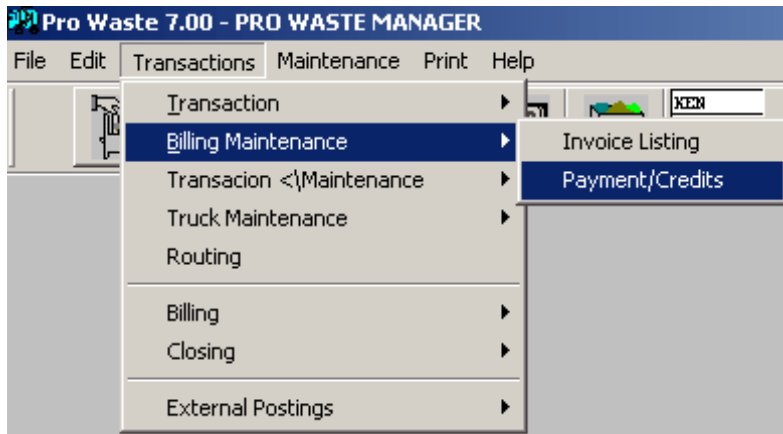 Pro Waste 7.00 - PRO WASTE MANAGER
File Edit Transactions Maintenance Print Help
KEN
Transaction
Billing Maintenance
Invoice Listing
Transacion <\Maintenance
Payment/Credits
Truck Maintenance
Routing
Billing
Closing
External Postings